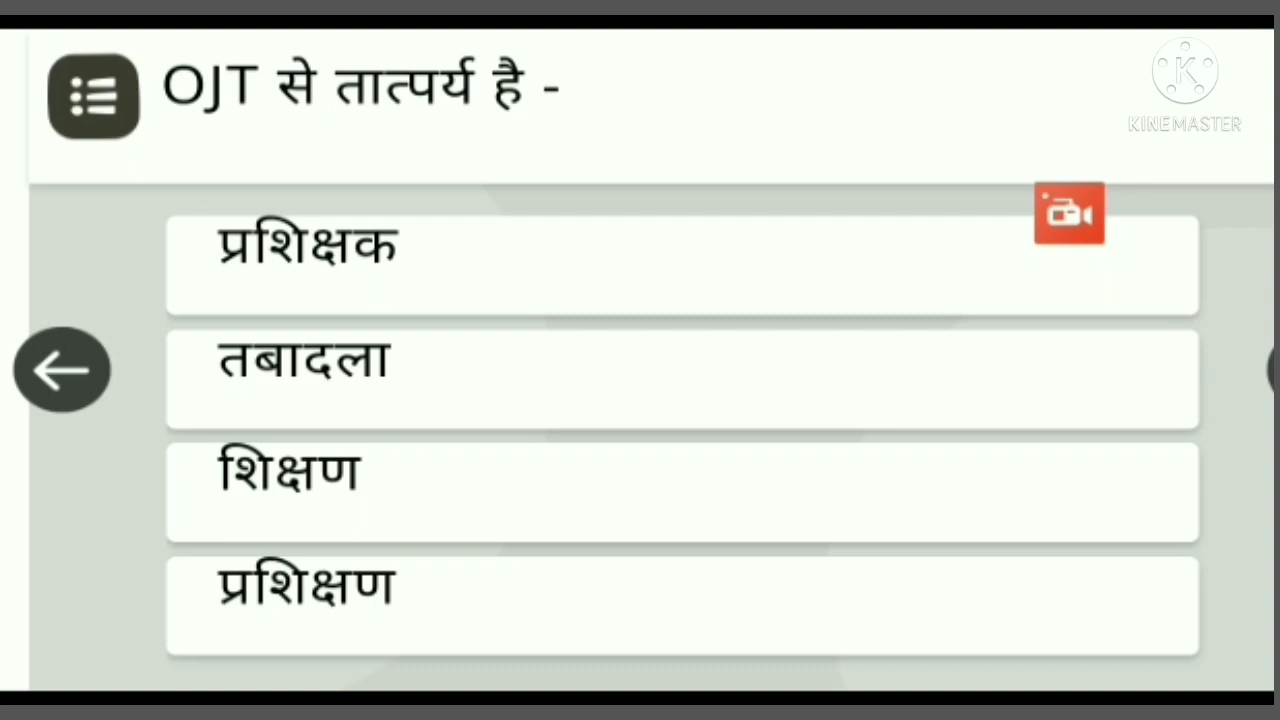 OJT से तात्पर्य है -
KINEMASTER
प्रशिक्षक
तबादला
शिक्षण
प्रशिक्षण